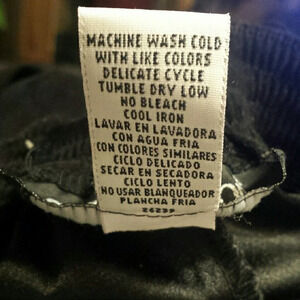 MACHINE WASH COLD
WITH LIKE COLORS
DELICATE CYCLE
TUMBLE DRY LOW
NO BLEACH
COOL IRON
LAVAR EN LAVADORA
CON AGUA FRIA
CON COLORES SIMILARES
CICLO DELICADO
SECAR EN SECADORA
CICLO LENTO
NO USAR BLANQUEADOR
PLANCHA FRIA
26239